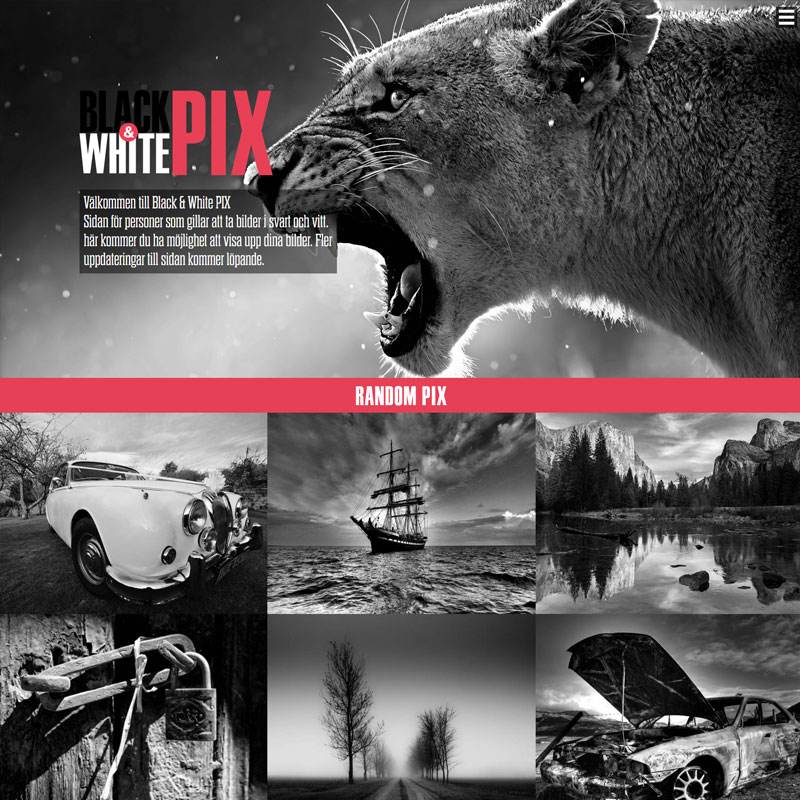 BLACK
&
WHITE PIX
Välkommen till Black & White PIX
Sidan för personer som gillar att ta bilder i svart och vitt.
här kommer du ha möjlighet att visa upp dina bilder. Fler
uppdateringar till sidan kommer löpande.
RANDOM PIX